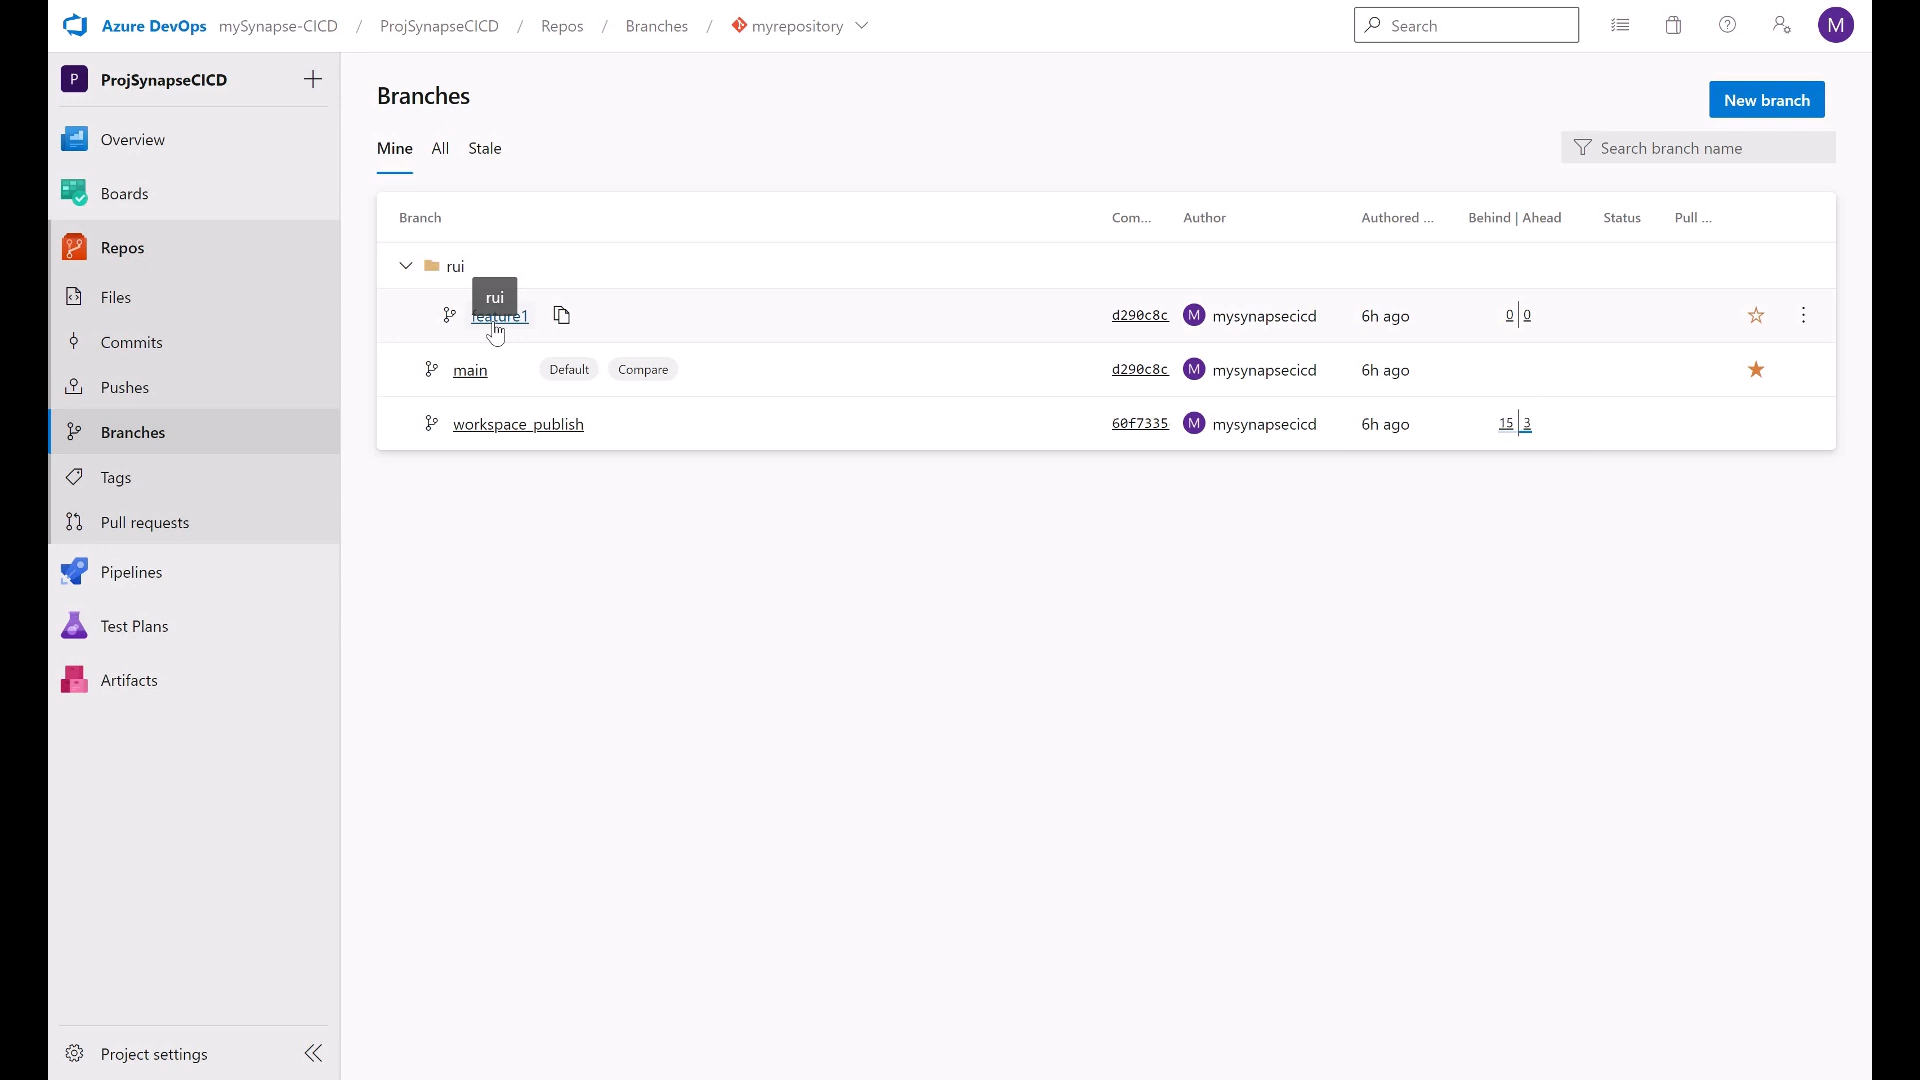 Azure DevOps mySynapse-CICD / ProjSynapseCICD / Repos / Branches / myrepository
Search
M
P ProjSynapseCICD
Overview
Boards
Repos
Files
Commits
Pushes
Branches
Tags
Pull requests
Pipelines
Test Plans
Artifacts
Project settings
Branches
New branch
Mine All Stale
Search branch name
Branch Com... Author Authored ... Behind | Ahead Status Pull ...
rui
rui
feature1 d290c8c M mysynapsecicd 6h ago 0 0
main Default Compare d290c8c M mysynapsecicd 6h ago
workspace_publish 60f7335 M mysynapsecicd 6h ago 15 3